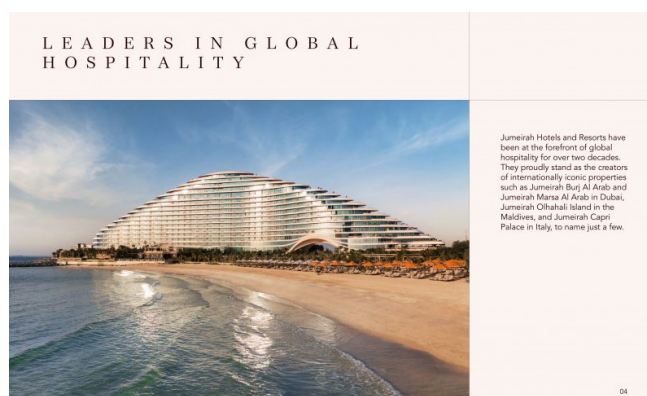 LEADERS IN GLOBAL
HOSPITALITY
Jumeirah Hotels and Resorts have
been at the forefront of global
hospitality for over two decades.
They proudly stand as the creators
of internationally iconic properties
such as Jumeirah Burj Al Arab and
Jumeirah Marsa Al Arab in Dubai,
Jumeirah Olhahali Island in the
Maldives, and Jumeirah Capri
Palace in Italy, to name just a few.
04